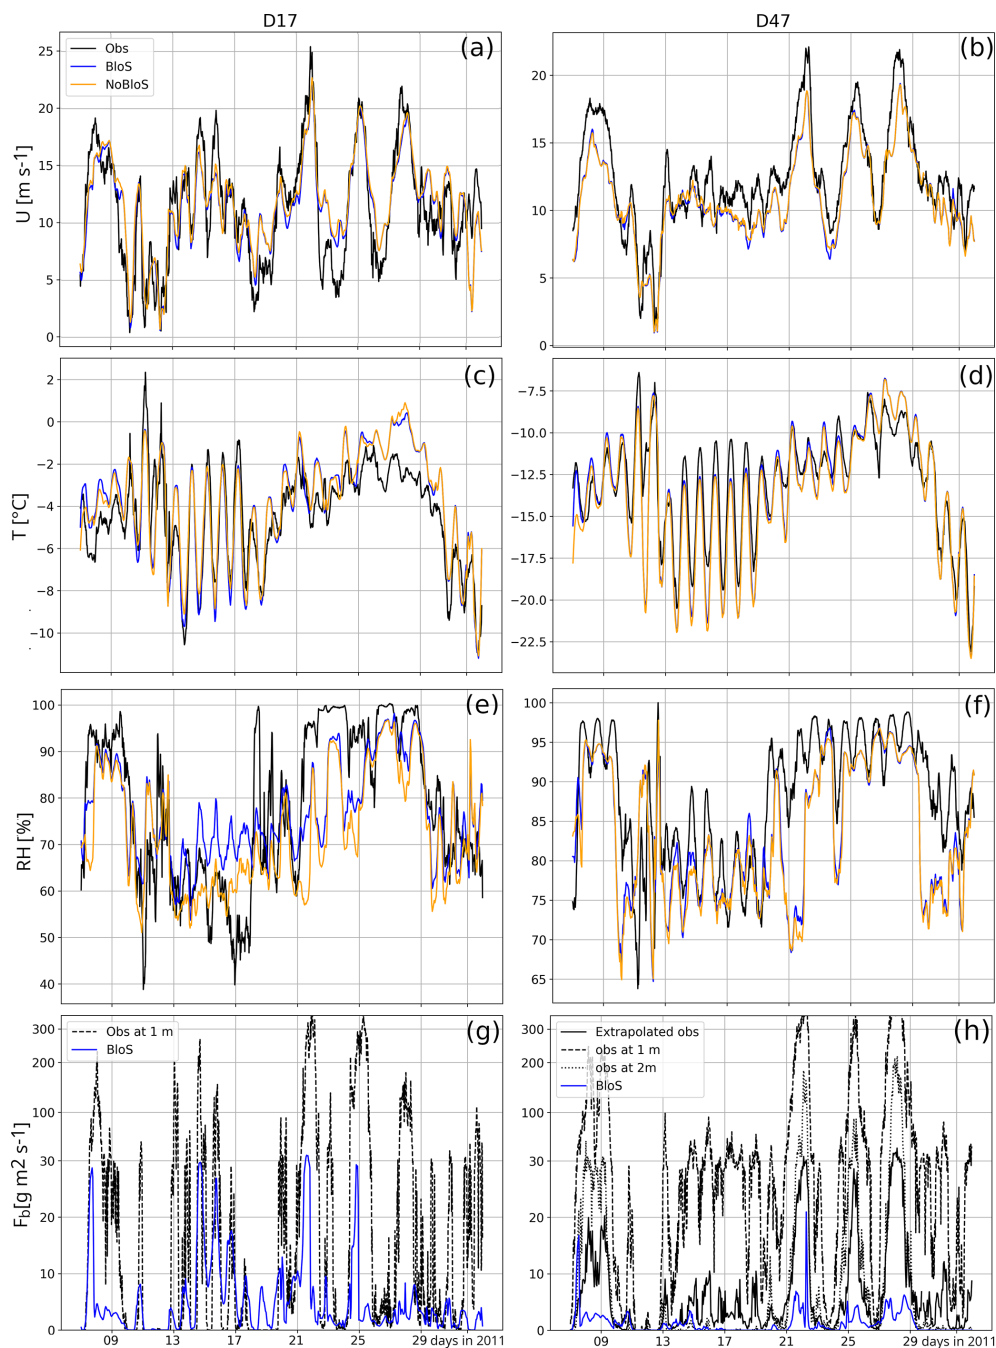 D17
D47
(a)
Obs
BloS
NoBloS
U [m s-1]
25
20
15
10
5
0
(b)
20
15
10
5
0
(c)
T [°C]
2
0
−2
−4
−6
−8
−10
(d)
−7.5
−10.0
−12.5
−15.0
−17.5
−20.0
−22.5
(e)
RH [%]
100
90
80
70
60
50
40
(f)
100
95
90
85
80
75
70
65
(g)
Obs at 1 m
BloS
Fb[g m2 s-1]
300
200
100
30
20
10
0
09 13 17 21 25 29 days in 2011
(h)
Extrapolated obs
obs at 1 m
obs at 2m
BloS
300
200
100
30
20
10
0
09 13 17 21 25 29 days in 2011